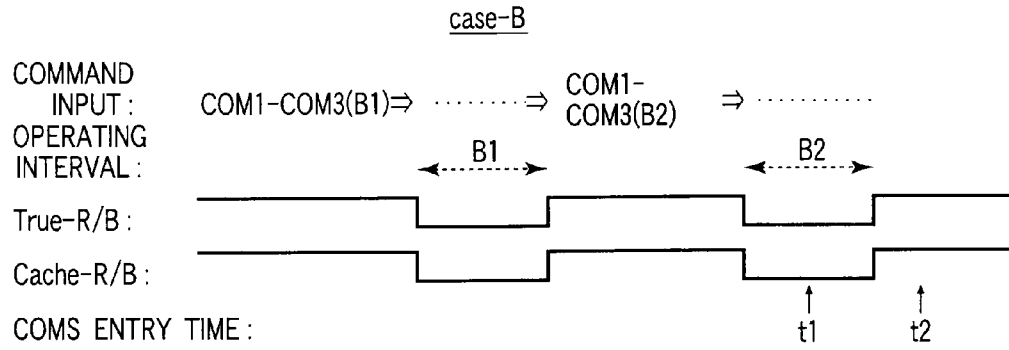 case-B
COMMAND
INPUT :
COM1-COM3(B1)⇒ ········⇒ COM1-
COM3(B2) ⇒ ········
OPERATING
INTERVAL :
B1 B2
True-R/B :
Cache-R/B :
COMS ENTRY TIME :
t1 t2